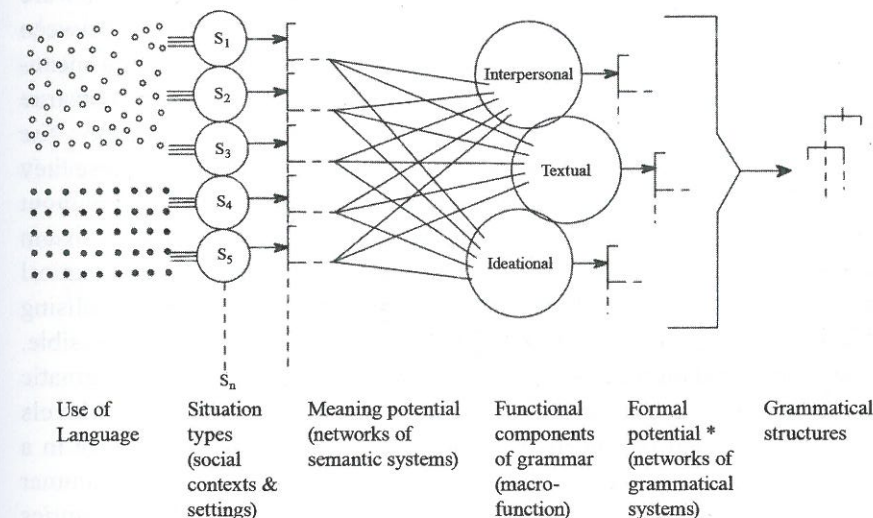 S1
S2
S3
S4
S5
Sn
Interpersonal
Textual
Ideational
Use of
Language
Situation
types
(social
contexts &
settings)
Meaning potential
(networks of
semantic systems)
Functional
components
of grammar
(macro-
function)
Formal
potential *
(networks of
grammatical
systems)
Grammatical
structures